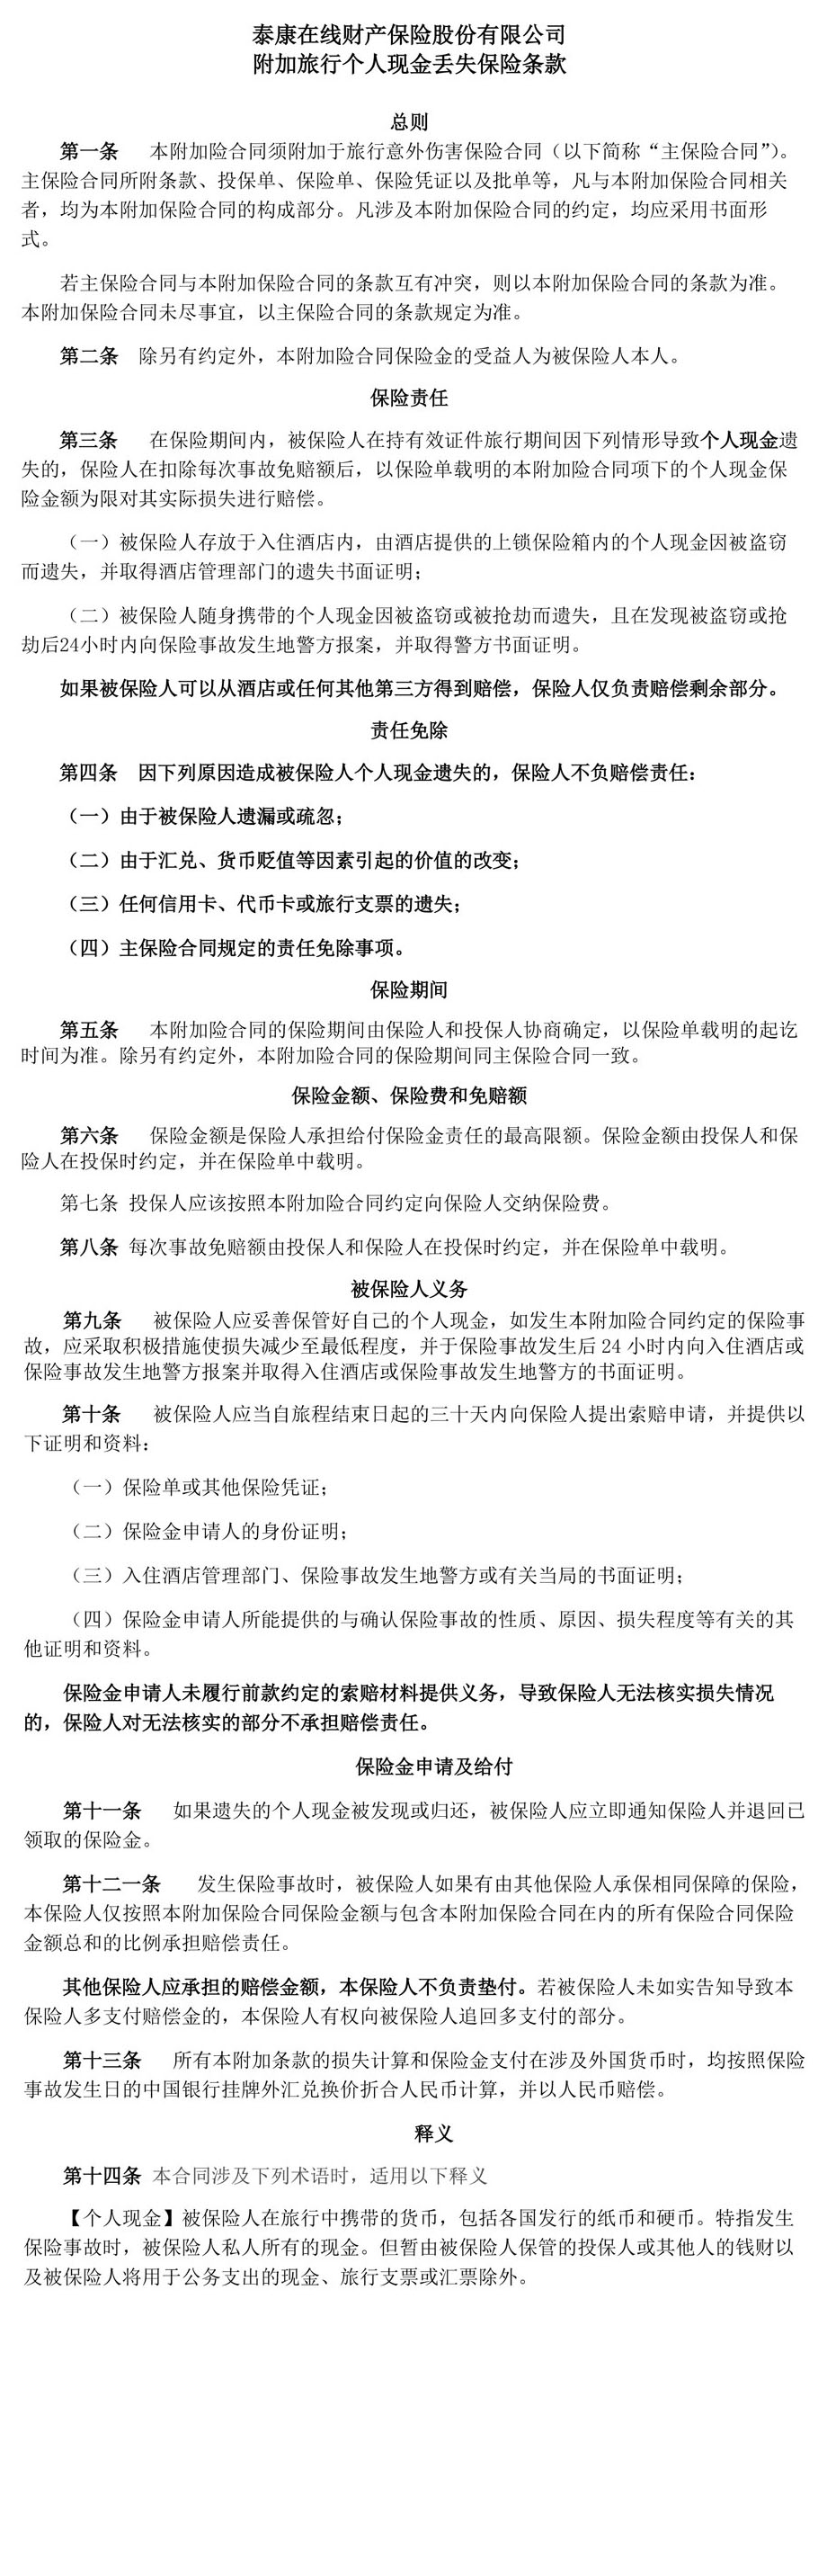 泰康在线财产保险股份有限公司
附加旅行个人现金丢失保险条款
总则
第一条 本附加险合同须附加于旅行意外伤害保险合同（以下简称“主保险合同”）。
主保险合同所附条款、投保单、保险单、保险凭证以及批单等，凡与本附加保险合同相关
者，均为本附加保险合同的构成部分。凡涉及本附加保险合同的约定，均应采用书面形
式。
若主保险合同与本附加保险合同的条款互有冲突，则以本附加保险合同的条款为准。
本附加保险合同未尽事宜，以主保险合同的条款规定为准。
第二条 除另有约定外，本附加险合同保险金的受益人为被保险人本人。
保险责任
第三条 在保险期间内，被保险人在持有效证件旅行期间因下列情形导致个人现金遗
失的，保险人在扣除每次事故免赔额后，以保险单载明的本附加险合同项下的个人现金保
险金额为限对其实际损失进行赔偿。
（一）被保险人存放于入住酒店内，由酒店提供的上锁保险箱内的个人现金因被盗窃
而遗失，并取得酒店管理部门的遗失书面证明；
（二）被保险人随身携带的个人现金因被盗窃或被抢劫而遗失，且在发现被盗窃或抢
劫后24小时内向保险事故发生地警方报案，并取得警方书面证明。
如果被保险人可以从酒店或任何其他第三方得到赔偿，保险人仅负责赔偿剩余部分。
责任免除
第四条 因下列原因造成被保险人个人现金遗失的，保险人不负赔偿责任：
（一）由于被保险人遗漏或疏忽；
（二）由于汇兑、货币贬值等因素引起的价值的改变；
（三）任何信用卡、代币卡或旅行支票的遗失；
（四）主保险合同规定的责任免除事项。
保险期间
第五条 本附加险合同的保险期间由保险人和投保人协商确定，以保险单载明的起讫
时间为准。除另有约定外，本附加险合同的保险期间同主保险合同一致。
保险金额、保险费和免赔额
第六条 保险金额是保险人承担给付保险金责任的最高限额。保险金额由投保人和保
险人在投保时约定，并在保险单中载明。
第七条 投保人应该按照本附加险合同约定向保险人交纳保险费。
第八条 每次事故免赔额由投保人和保险人在投保时约定，并在保险单中载明。
被保险人义务
第九条 被保险人应妥善保管好自己的个人现金，如发生本附加险合同约定的保险事
故，应采取积极措施使损失减少至最低程度，并于保险事故发生后 24 小时内向入住酒店或
保险事故发生地警方报案并取得入住酒店或保险事故发生地警方的书面证明。
第十条 被保险人应当自旅程结束日起的三十天内向保险人提出索赔申请，并提供以
下证明和资料：
（一）保险单或其他保险凭证；
（二）保险金申请人的身份证明；
（三）入住酒店管理部门、保险事故发生地警方或有关当局的书面证明；
（四）保险金申请人所能提供的与确认保险事故的性质、原因、损失程度等有关的其
他证明和资料。
保险金申请人未履行前款约定的索赔材料提供义务，导致保险人无法核实损失情况
的，保险人对无法核实的部分不承担赔偿责任。
保险金申请及给付
第十一条 如果遗失的个人现金被发现或归还，被保险人应立即通知保险人并退回已
领取的保险金。
第十二一条 发生保险事故时，被保险人如果有由其他保险人承保相同保障的保险，
本保险人仅按照本附加保险合同保险金额与包含本附加保险合同在内的所有保险合同保险
金额总和的比例承担赔偿责任。
其他保险人应承担的赔偿金额，本保险人不负责垫付。若被保险人未如实告知导致本
保险人多支付赔偿金的，本保险人有权向被保险人追回多支付的部分。
第十三条 所有本附加条款的损失计算和保险金支付在涉及外国货币时，均按照保险
事故发生日的中国银行挂牌外汇兑换价折合人民币计算，并以人民币赔偿。
释义
第十四条 本合同涉及下列术语时，适用以下释义
【个人现金】被保险人在旅行中携带的货币，包括各国发行的纸币和硬币。特指发生
保险事故时，被保险人私人所有的现金。但暂由被保险人保管的投保人或其他人的钱财以
及被保险人将用于公务支出的现金、旅行支票或汇票除外。